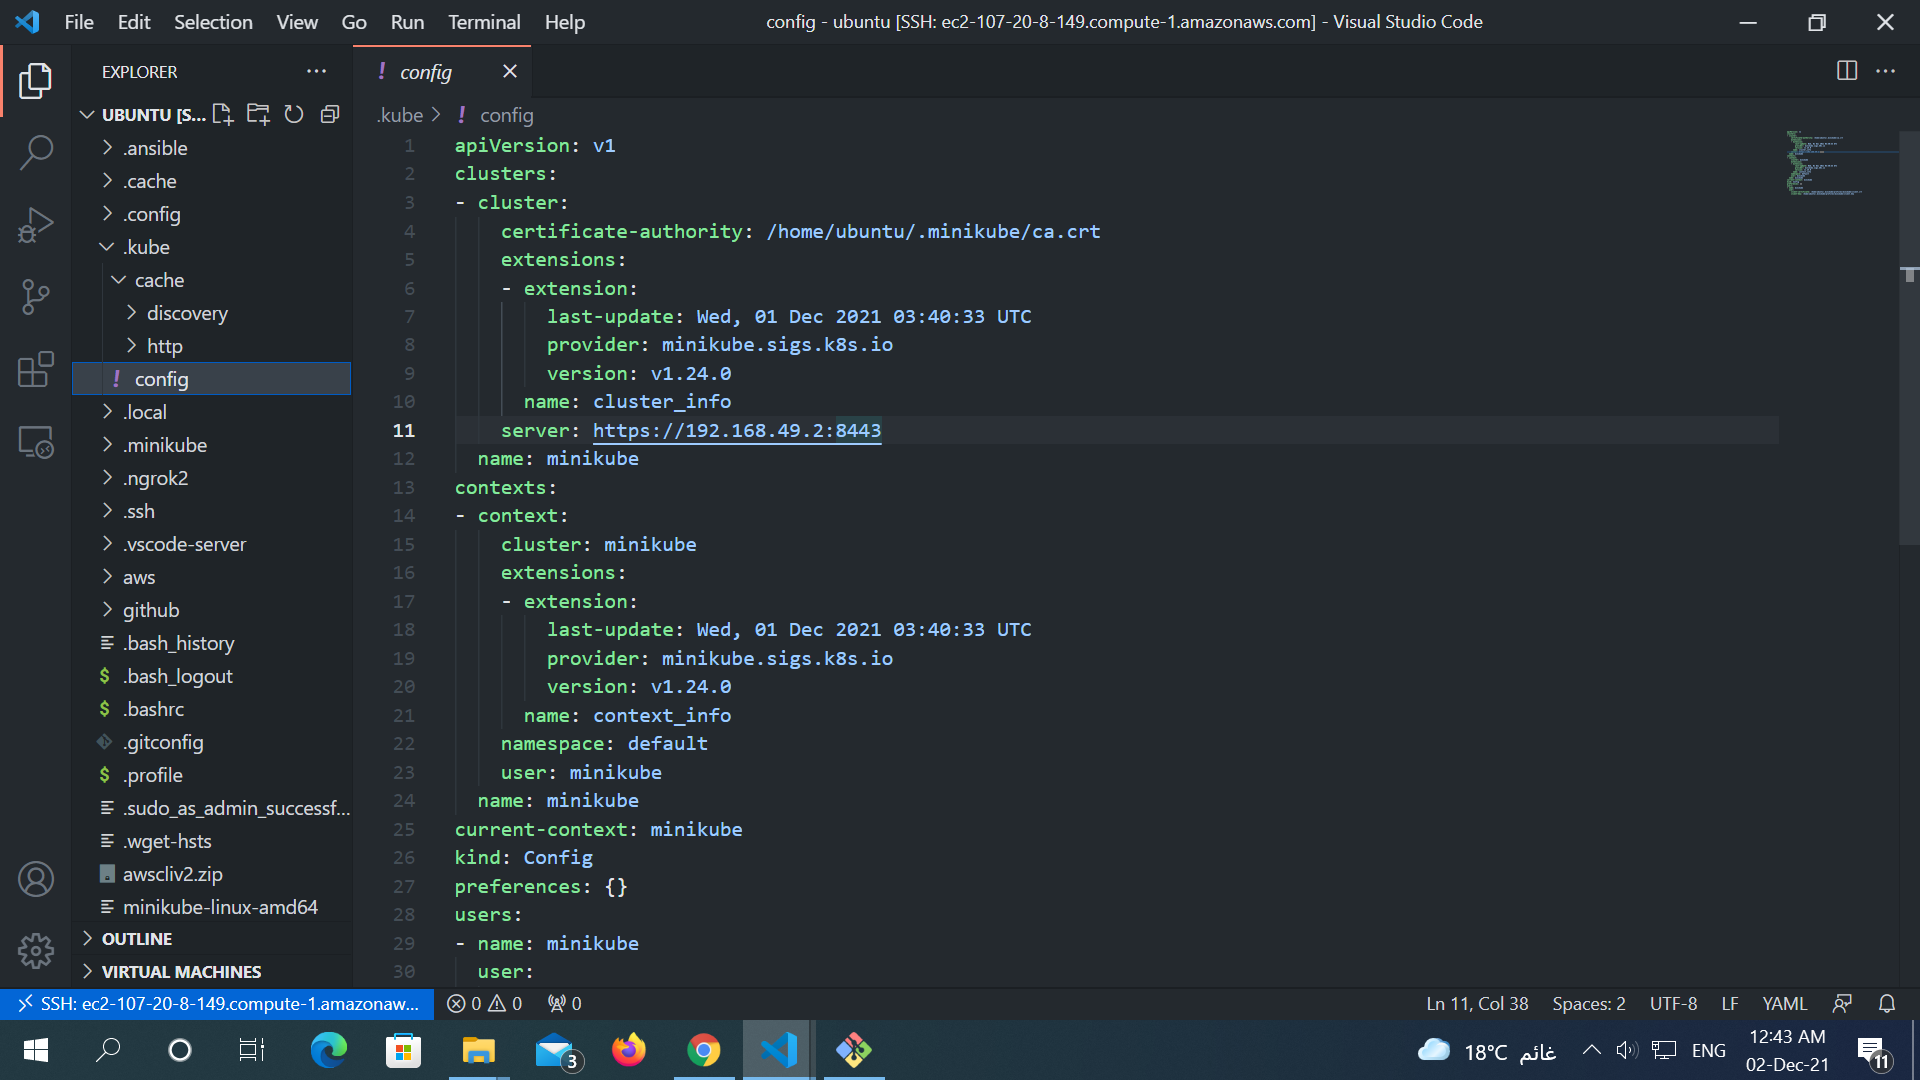 File Edit Selection View Go Run Terminal Help
config - ubuntu [SSH: ec2-107-20-8-149.compute-1.amazonaws.com] - Visual Studio Code
EXPLORER
UBUNTU [S...
.ansible
.cache
.config
.kube
cache
discovery
http
! config
.local
.minikube
.ngrok2
.ssh
.vscode-server
aws
github
.bash_history
$ .bash_logout
$ .bashrc
.gitconfig
$ .profile
.sudo_as_admin_successf...
.wget-hsts
awscliv2.zip
minikube-linux-amd64
OUTLINE
VIRTUAL MACHINES
! config
.kube > ! config
1 apiVersion: v1
2 clusters:
3 - cluster:
4 certificate-authority: /home/ubuntu/.minikube/ca.crt
5 extensions:
6 - extension:
7 last-update: Wed, 01 Dec 2021 03:40:33 UTC
8 provider: minikube.sigs.k8s.io
9 version: v1.24.0
10 name: cluster_info
11 server: https://192.168.49.2:8443
12 name: minikube
13 contexts:
14 - context:
15 cluster: minikube
16 extensions:
17 - extension:
18 last-update: Wed, 01 Dec 2021 03:40:33 UTC
19 provider: minikube.sigs.k8s.io
20 version: v1.24.0
21 name: context_info
22 namespace: default
23 user: minikube
24 name: minikube
25 current-context: minikube
26 kind: Config
27 preferences: {}
28 users:
29 - name: minikube
30 user:
SSH: ec2-107-20-8-149.compute-1.amazonaw... 0 0 0
Ln 11, Col 38 Spaces: 2 UTF-8 LF YAML
3
18°C غائم ENG
12:43 AM
02-Dec-21
11